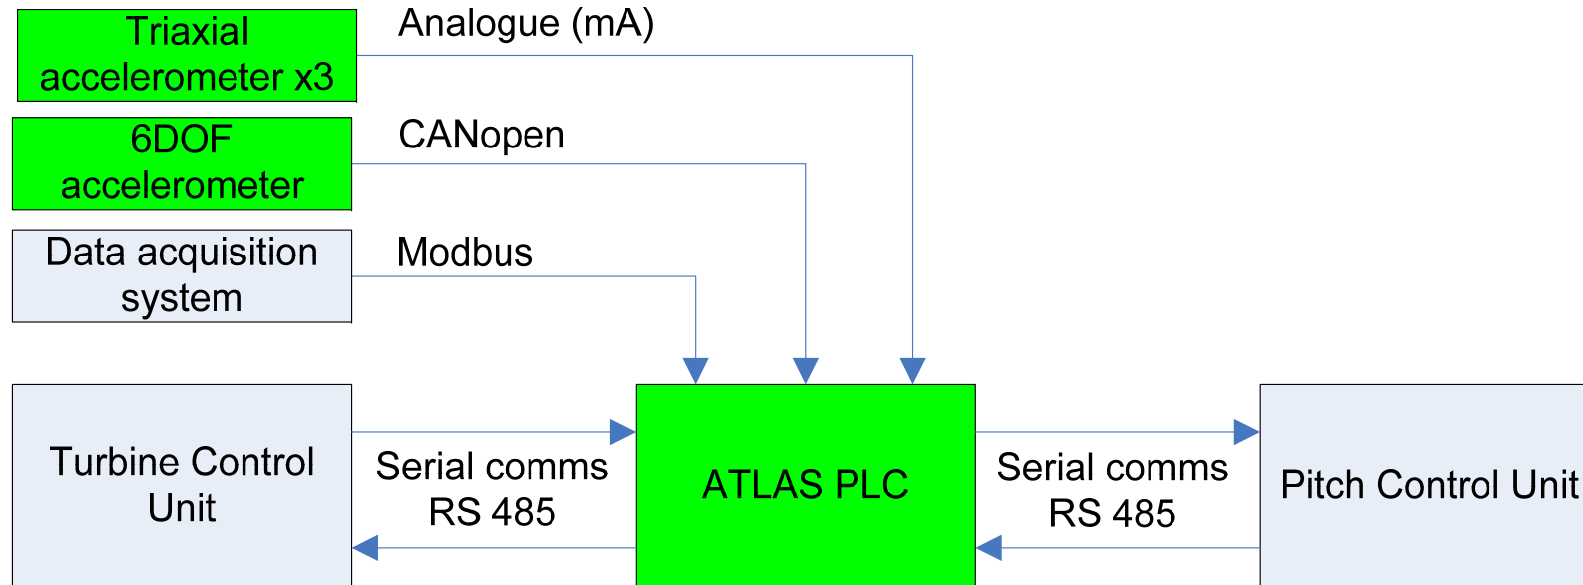 Triaxial
accelerometer x3
Analogue (mA)
6DOF
accelerometer
CANopen
Data acquisition
system
Modbus
Turbine Control
Unit
Serial comms
RS 485
ATLAS PLC
Serial comms
RS 485
Pitch Control Unit